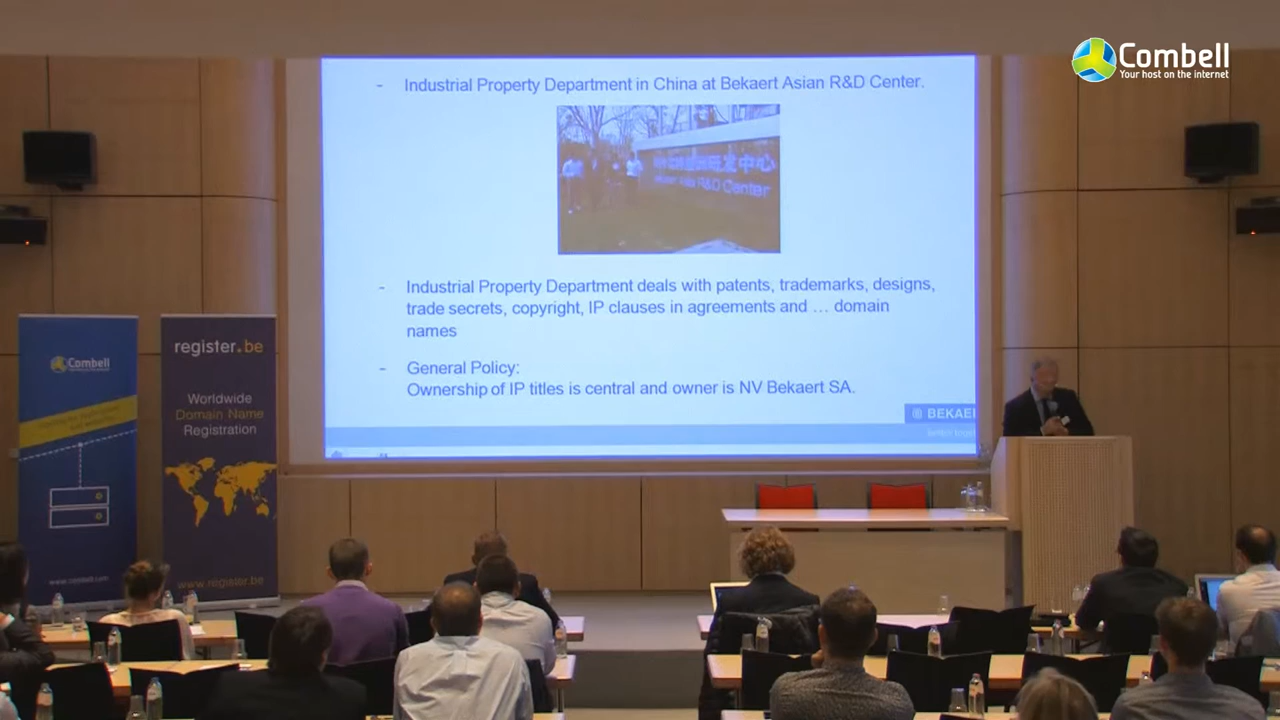 Combell
Your host on the internet
- Industrial Property Department in China at Bekaert Asian R&D Center.
R&D Center
- Industrial Property Department deals with patents, trademarks, designs,
trade secrets, copyright, IP clauses in agreements and … domain
names
- General Policy:
Ownership of IP titles is central and owner is NV Bekaert SA.
BEKAE
Combell
www.combell.com
register.be
Worldwide
Domain Name
Registration
www.register.be